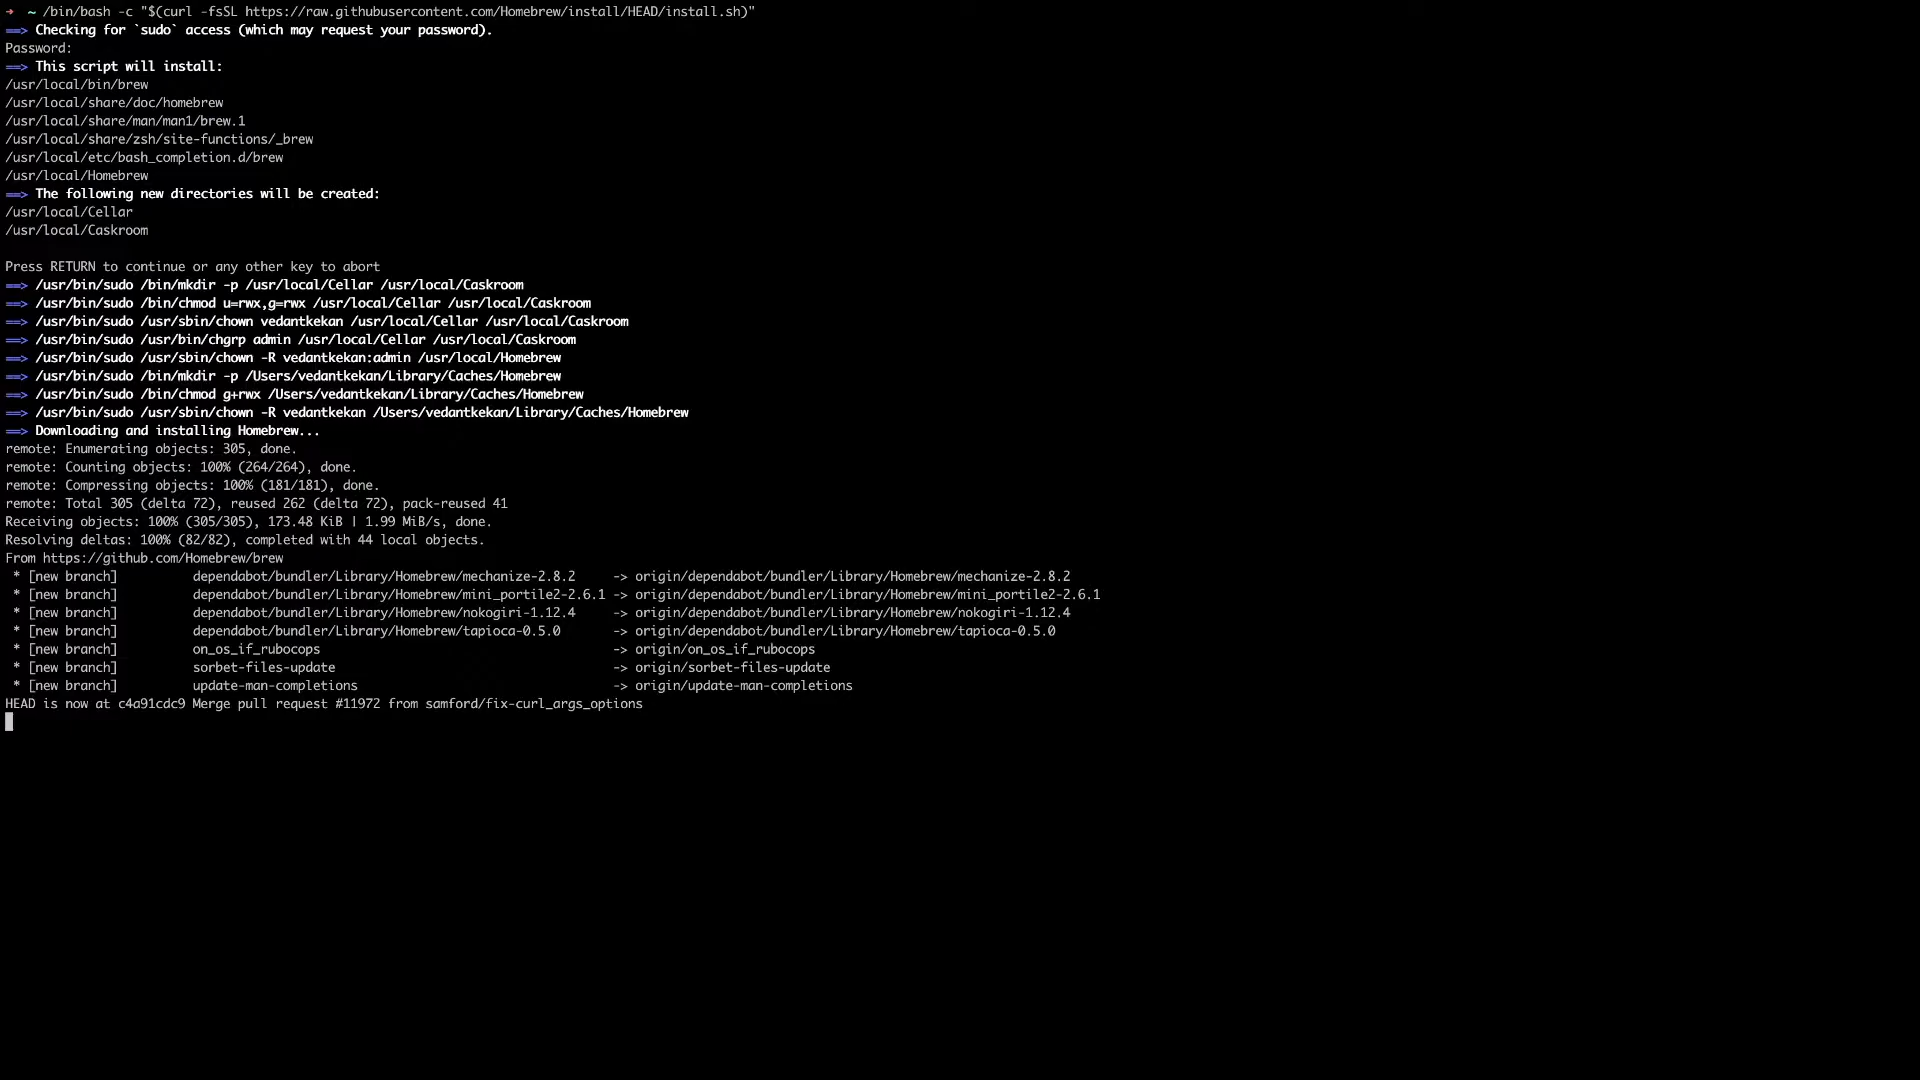 ➜  ~ /bin/bash -c "$(curl -fsSL https://raw.githubusercontent.com/Homebrew/install/HEAD/install.sh)"
==> Checking for `sudo` access (which may request your password).
Password:
==> This script will install:
/usr/local/bin/brew
/usr/local/share/doc/homebrew
/usr/local/share/man/man1/brew.1
/usr/local/share/zsh/site-functions/_brew
/usr/local/etc/bash_completion.d/brew
/usr/local/Homebrew
==> The following new directories will be created:
/usr/local/Cellar
/usr/local/Caskroom

Press RETURN to continue or any other key to abort
==> /usr/bin/sudo /bin/mkdir -p /usr/local/Cellar /usr/local/Caskroom
==> /usr/bin/sudo /bin/chmod u=rwx,g=rwx /usr/local/Cellar /usr/local/Caskroom
==> /usr/bin/sudo /usr/sbin/chown vedantkekan /usr/local/Cellar /usr/local/Caskroom
==> /usr/bin/sudo /usr/bin/chgrp admin /usr/local/Cellar /usr/local/Caskroom
==> /usr/bin/sudo /usr/sbin/chown -R vedantkekan:admin /usr/local/Homebrew
==> /usr/bin/sudo /bin/mkdir -p /Users/vedantkekan/Library/Caches/Homebrew
==> /usr/bin/sudo /bin/chmod g+rwx /Users/vedantkekan/Library/Caches/Homebrew
==> /usr/bin/sudo /usr/sbin/chown -R vedantkekan /Users/vedantkekan/Library/Caches/Homebrew
==> Downloading and installing Homebrew...
remote: Enumerating objects: 305, done.
remote: Counting objects: 100% (264/264), done.
remote: Compressing objects: 100% (181/181), done.
remote: Total 305 (delta 72), reused 262 (delta 72), pack-reused 41
Receiving objects: 100% (305/305), 173.48 KiB | 1.99 MiB/s, done.
Resolving deltas: 100% (82/82), completed with 44 local objects.
From https://github.com/Homebrew/brew
 * [new branch]          dependabot/bundler/Library/Homebrew/mechanize-2.8.2     -> origin/dependabot/bundler/Library/Homebrew/mechanize-2.8.2
 * [new branch]          dependabot/bundler/Library/Homebrew/mini_portile2-2.6.1 -> origin/dependabot/bundler/Library/Homebrew/mini_portile2-2.6.1
 * [new branch]          dependabot/bundler/Library/Homebrew/nokogiri-1.12.4     -> origin/dependabot/bundler/Library/Homebrew/nokogiri-1.12.4
 * [new branch]          dependabot/bundler/Library/Homebrew/tapioca-0.5.0       -> origin/dependabot/bundler/Library/Homebrew/tapioca-0.5.0
 * [new branch]          on_os_if_rubocops                                       -> origin/on_os_if_rubocops
 * [new branch]          sorbet-files-update                                     -> origin/sorbet-files-update
 * [new branch]          update-man-completions                                  -> origin/update-man-completions
HEAD is now at c4a91cdc9 Merge pull request #11972 from samford/fix-curl_args_options